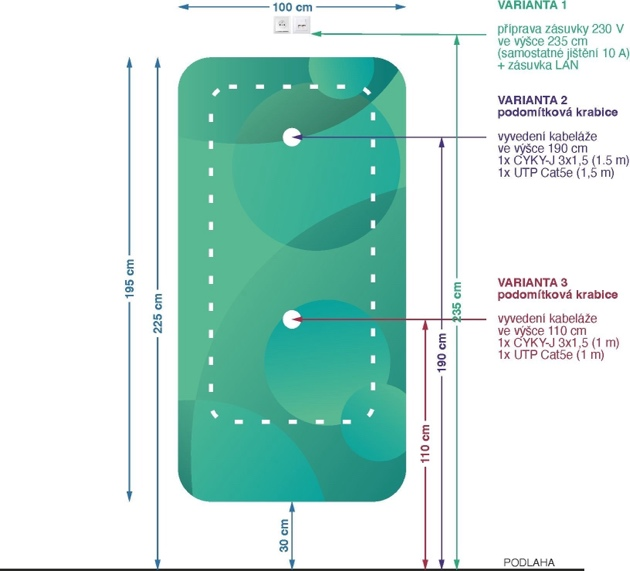 100 cm
VARIANTA 1
příprava zásuvky 230 V
ve výšce 235 cm
(samostatné jištění 10 A)
+ zásuvka LAN
VARIANTA 2
podomítková krabice
vyvedení kabeláže
ve výšce 190 cm
1x CYKY-J 3x1,5 (1.5 m)
1x UTP Cat5e (1,5 m)
VARIANTA 3
podomítková krabice
vyvedení kabeláže
ve výšce 110 cm
1x CYKY-J 3x1,5 (1 m)
1x UTP Cat5e (1 m)
195 cm
225 cm
235 cm
190 cm
110 cm
30 cm
PODLAHA